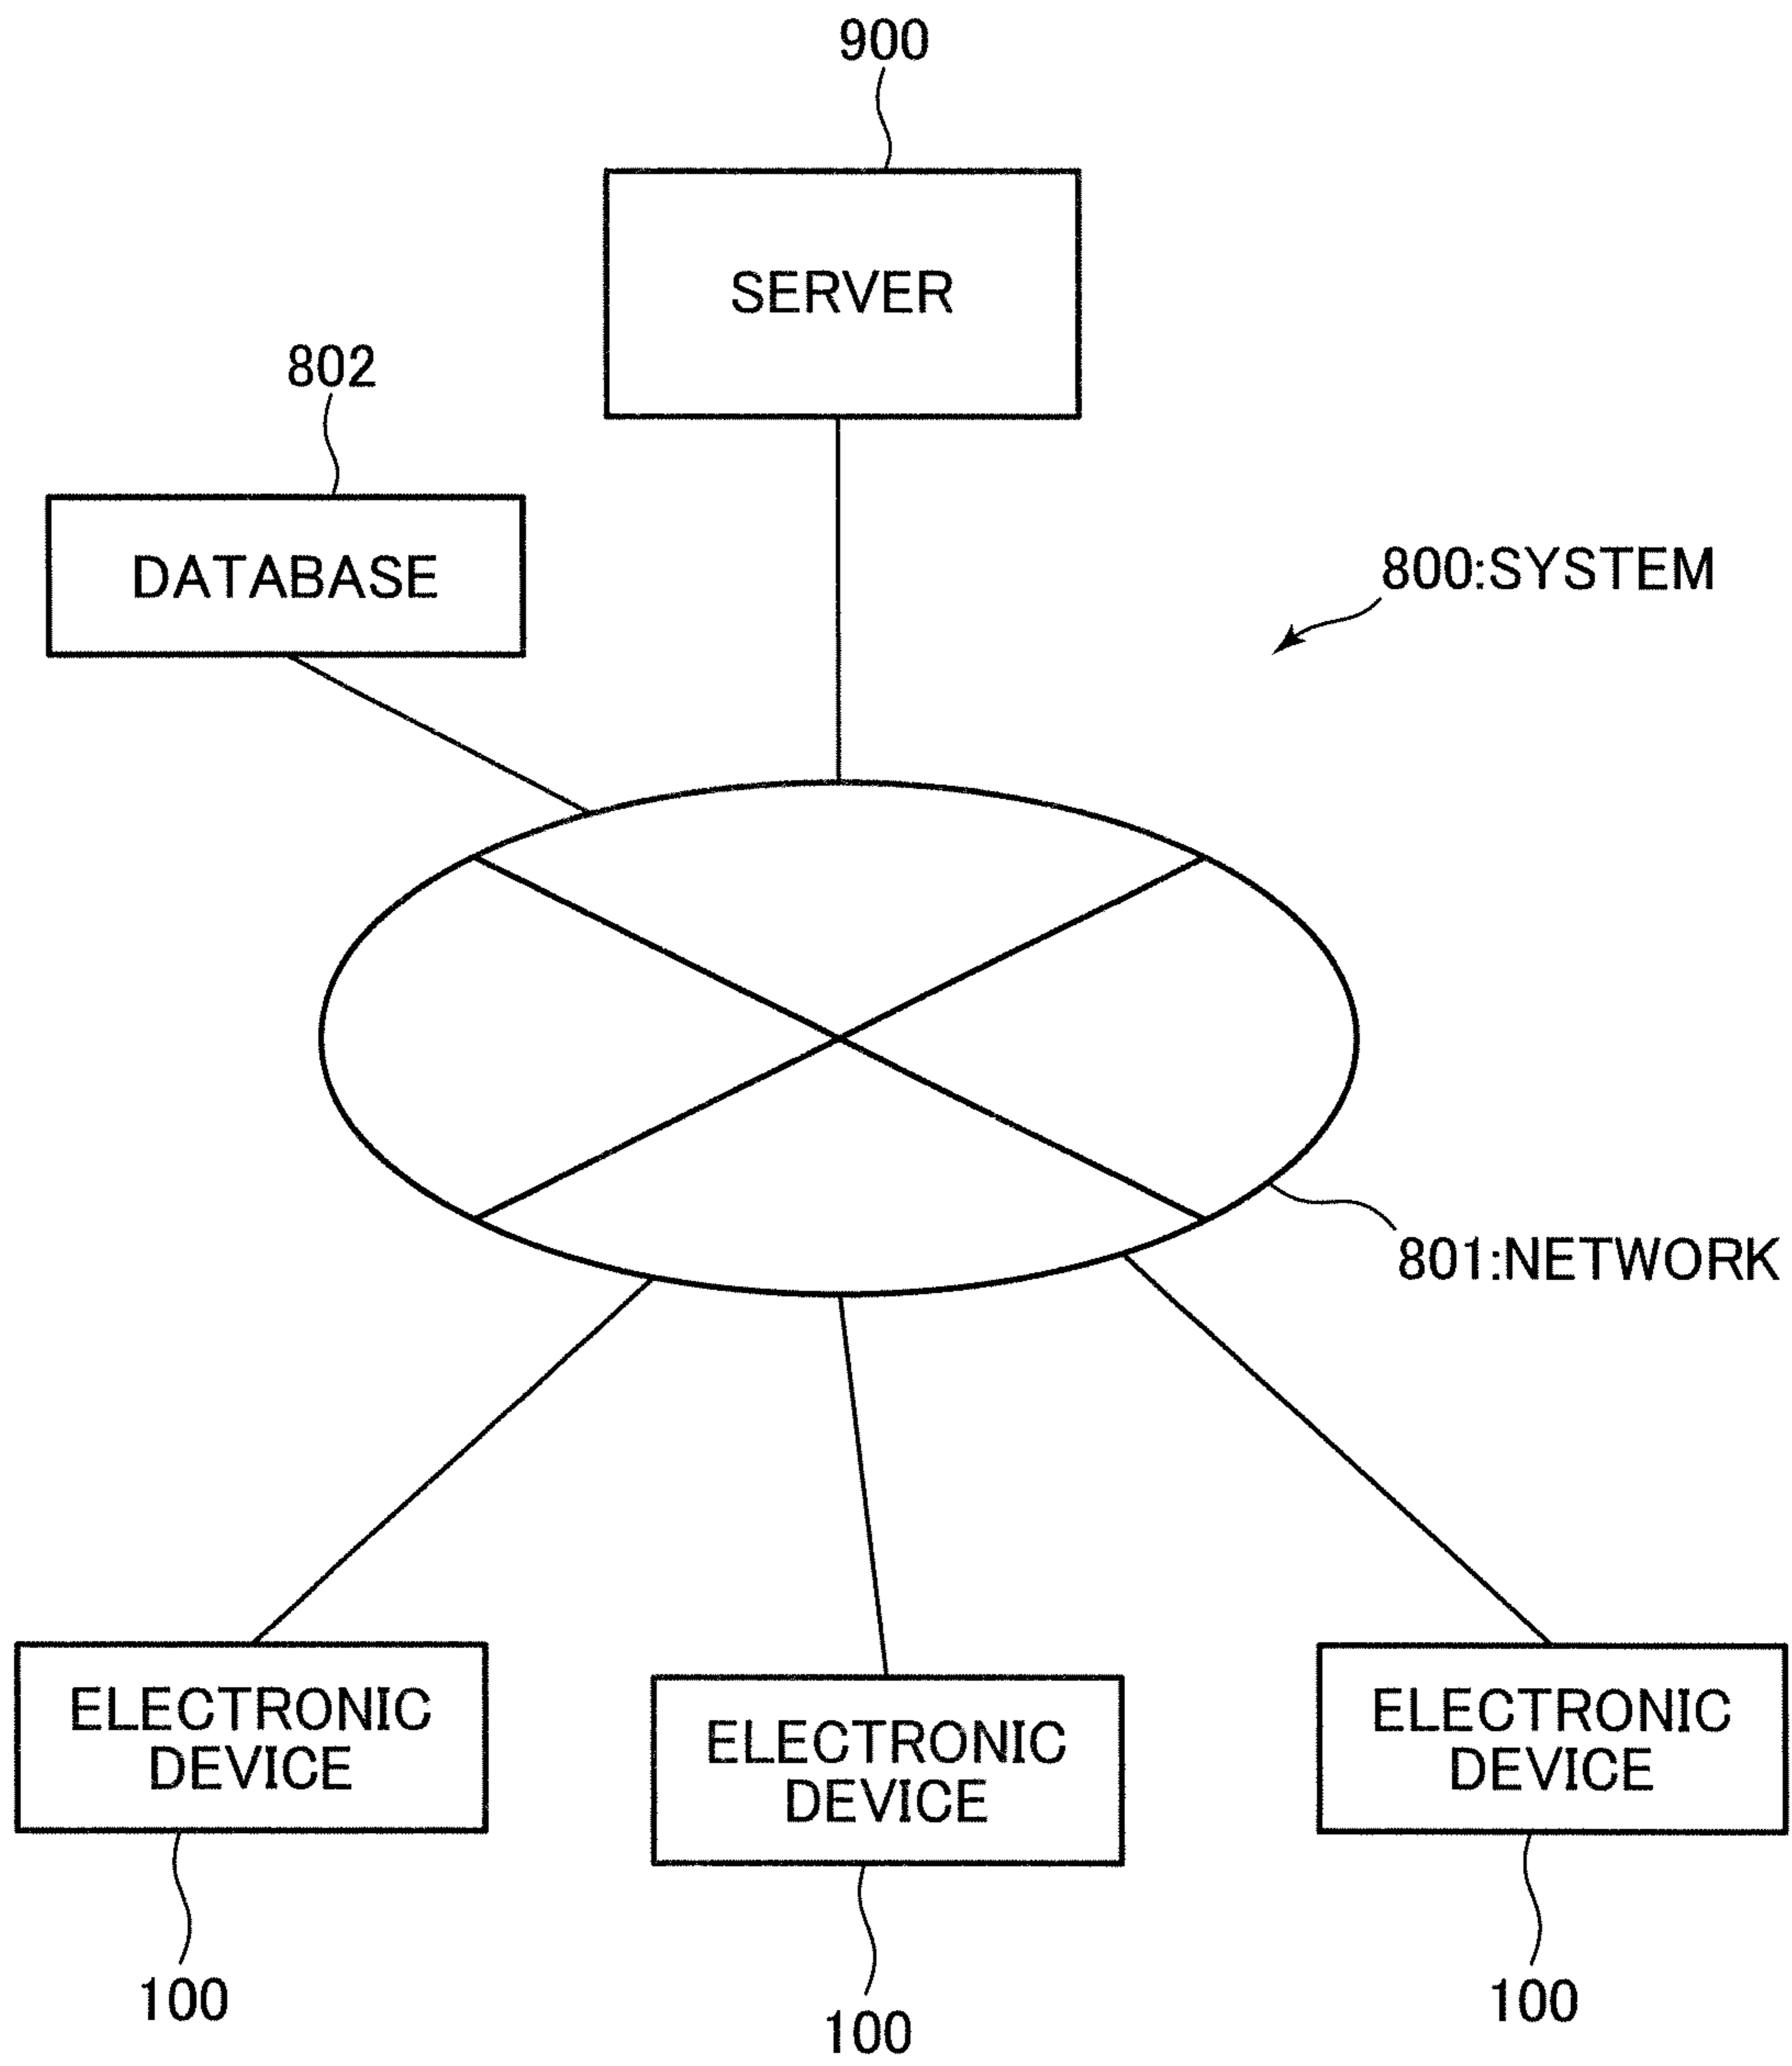 900
SERVER
802
DATABASE
800:SYSTEM
801:NETWORK
ELECTRONIC
DEVICE
ELECTRONIC
DEVICE
ELECTRONIC
DEVICE
100
100
100